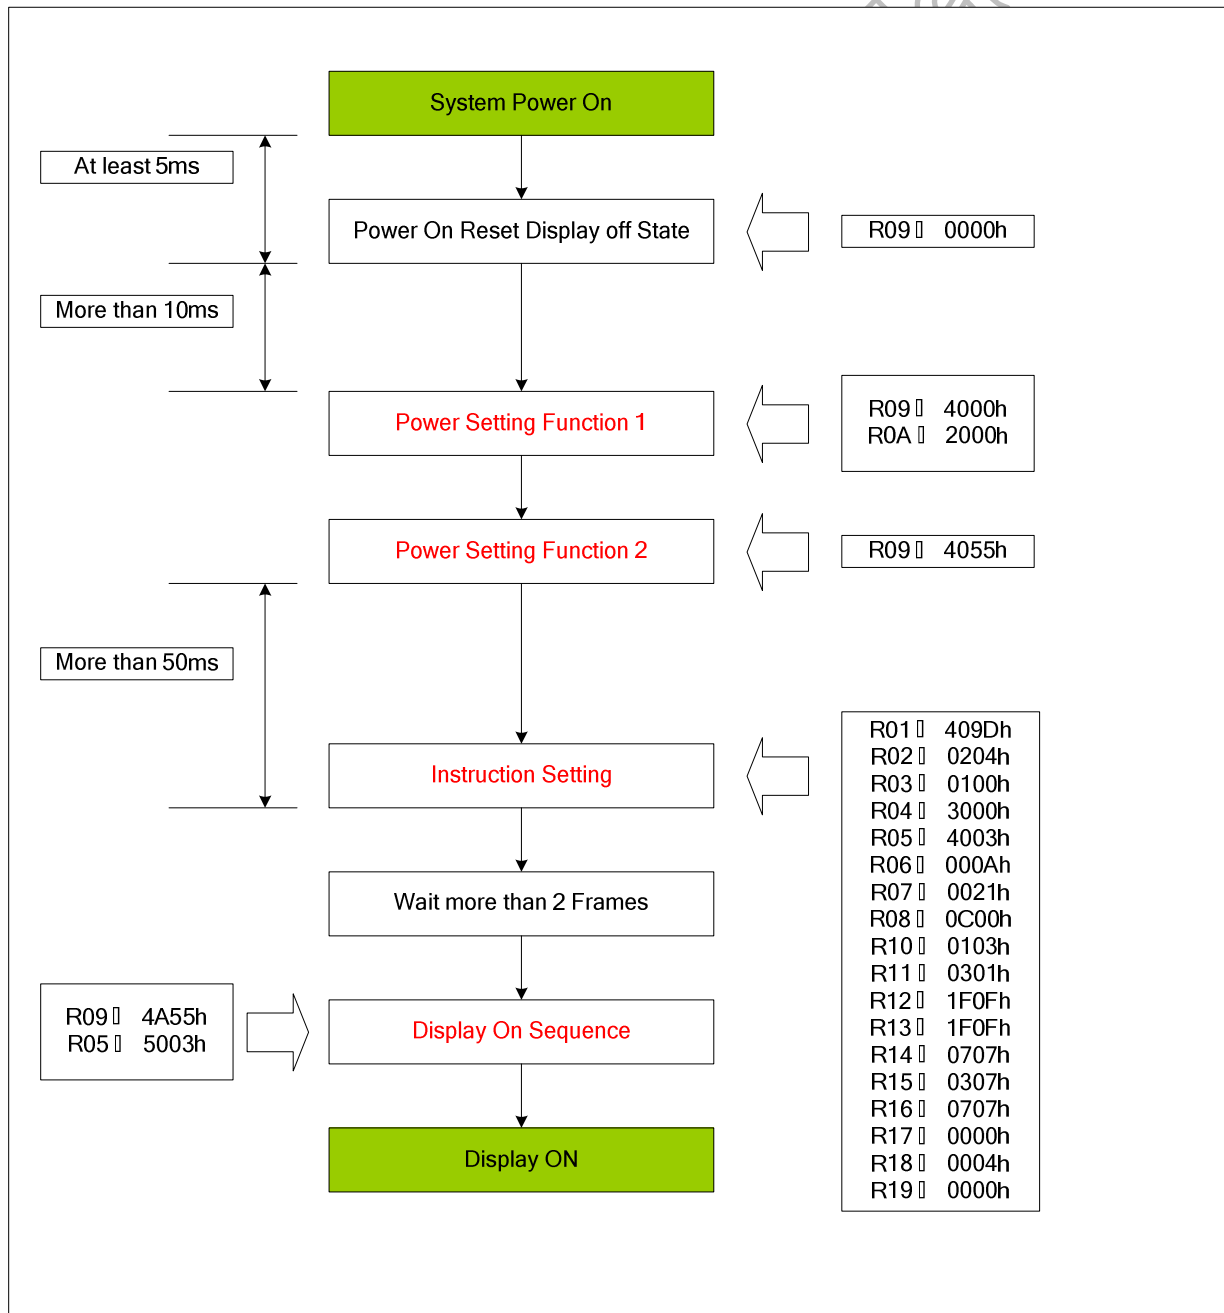 System Power On
At least 5ms
Power On Reset Display off State
R09 0000h
More than 10ms
Power Setting Function 1
R09 4000h
R0A 2000h
Power Setting Function 2
R09 4055h
More than 50ms
Instruction Setting
R01 409Dh
R02 0204h
R03 0100h
R04 3000h
R05 4003h
R06 000Ah
R07 0021h
R08 0C00h
R10 0103h
R11 0301h
R12 1F0Fh
R13 1F0Fh
R14 0707h
R15 0307h
R16 0707h
R17 0000h
R18 0004h
R19 0000h
Wait more than 2 Frames
R09 4A55h
R05 5003h
Display On Sequence
Display ON